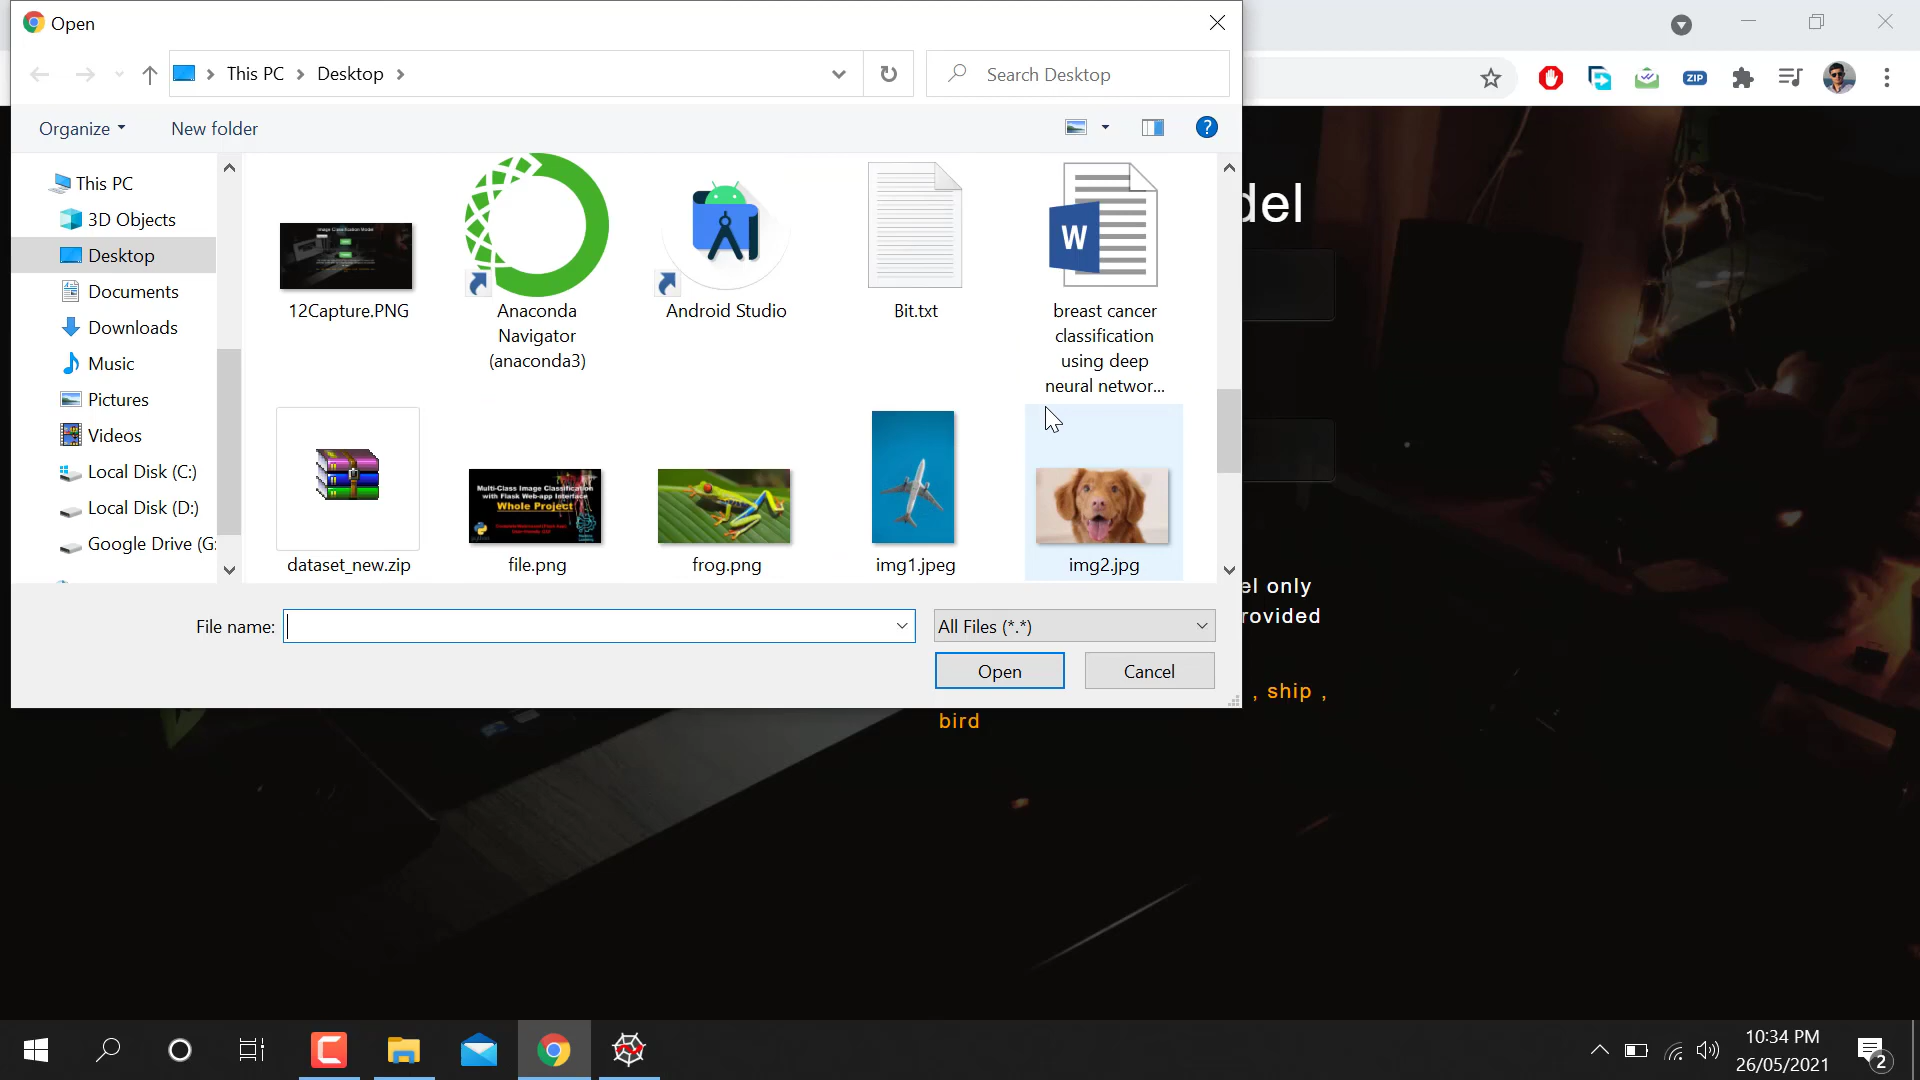 Open
This PC
Desktop
Search Desktop
Organize
New folder
This PC
3D Objects
Desktop
Documents
Downloads
Music
Pictures
Videos
Local Disk (C:)
Local Disk (D:)
Google Drive (G:
12Capture.PNG
Anaconda
Navigator
(anaconda3)
Android Studio
Bit.txt
W
breast cancer
classification
using deep
neural networ...
dataset_new.zip
Multi-Class Image Classification
with Flask Web-app Interface
Whole Project
file.png
frog.png
img1.jpeg
img2.jpg
File name:
All Files (*.*)
Open
Cancel
ZIP
del
el only
rovided
, ship ,
bird
10:34 PM
26/05/2021
2